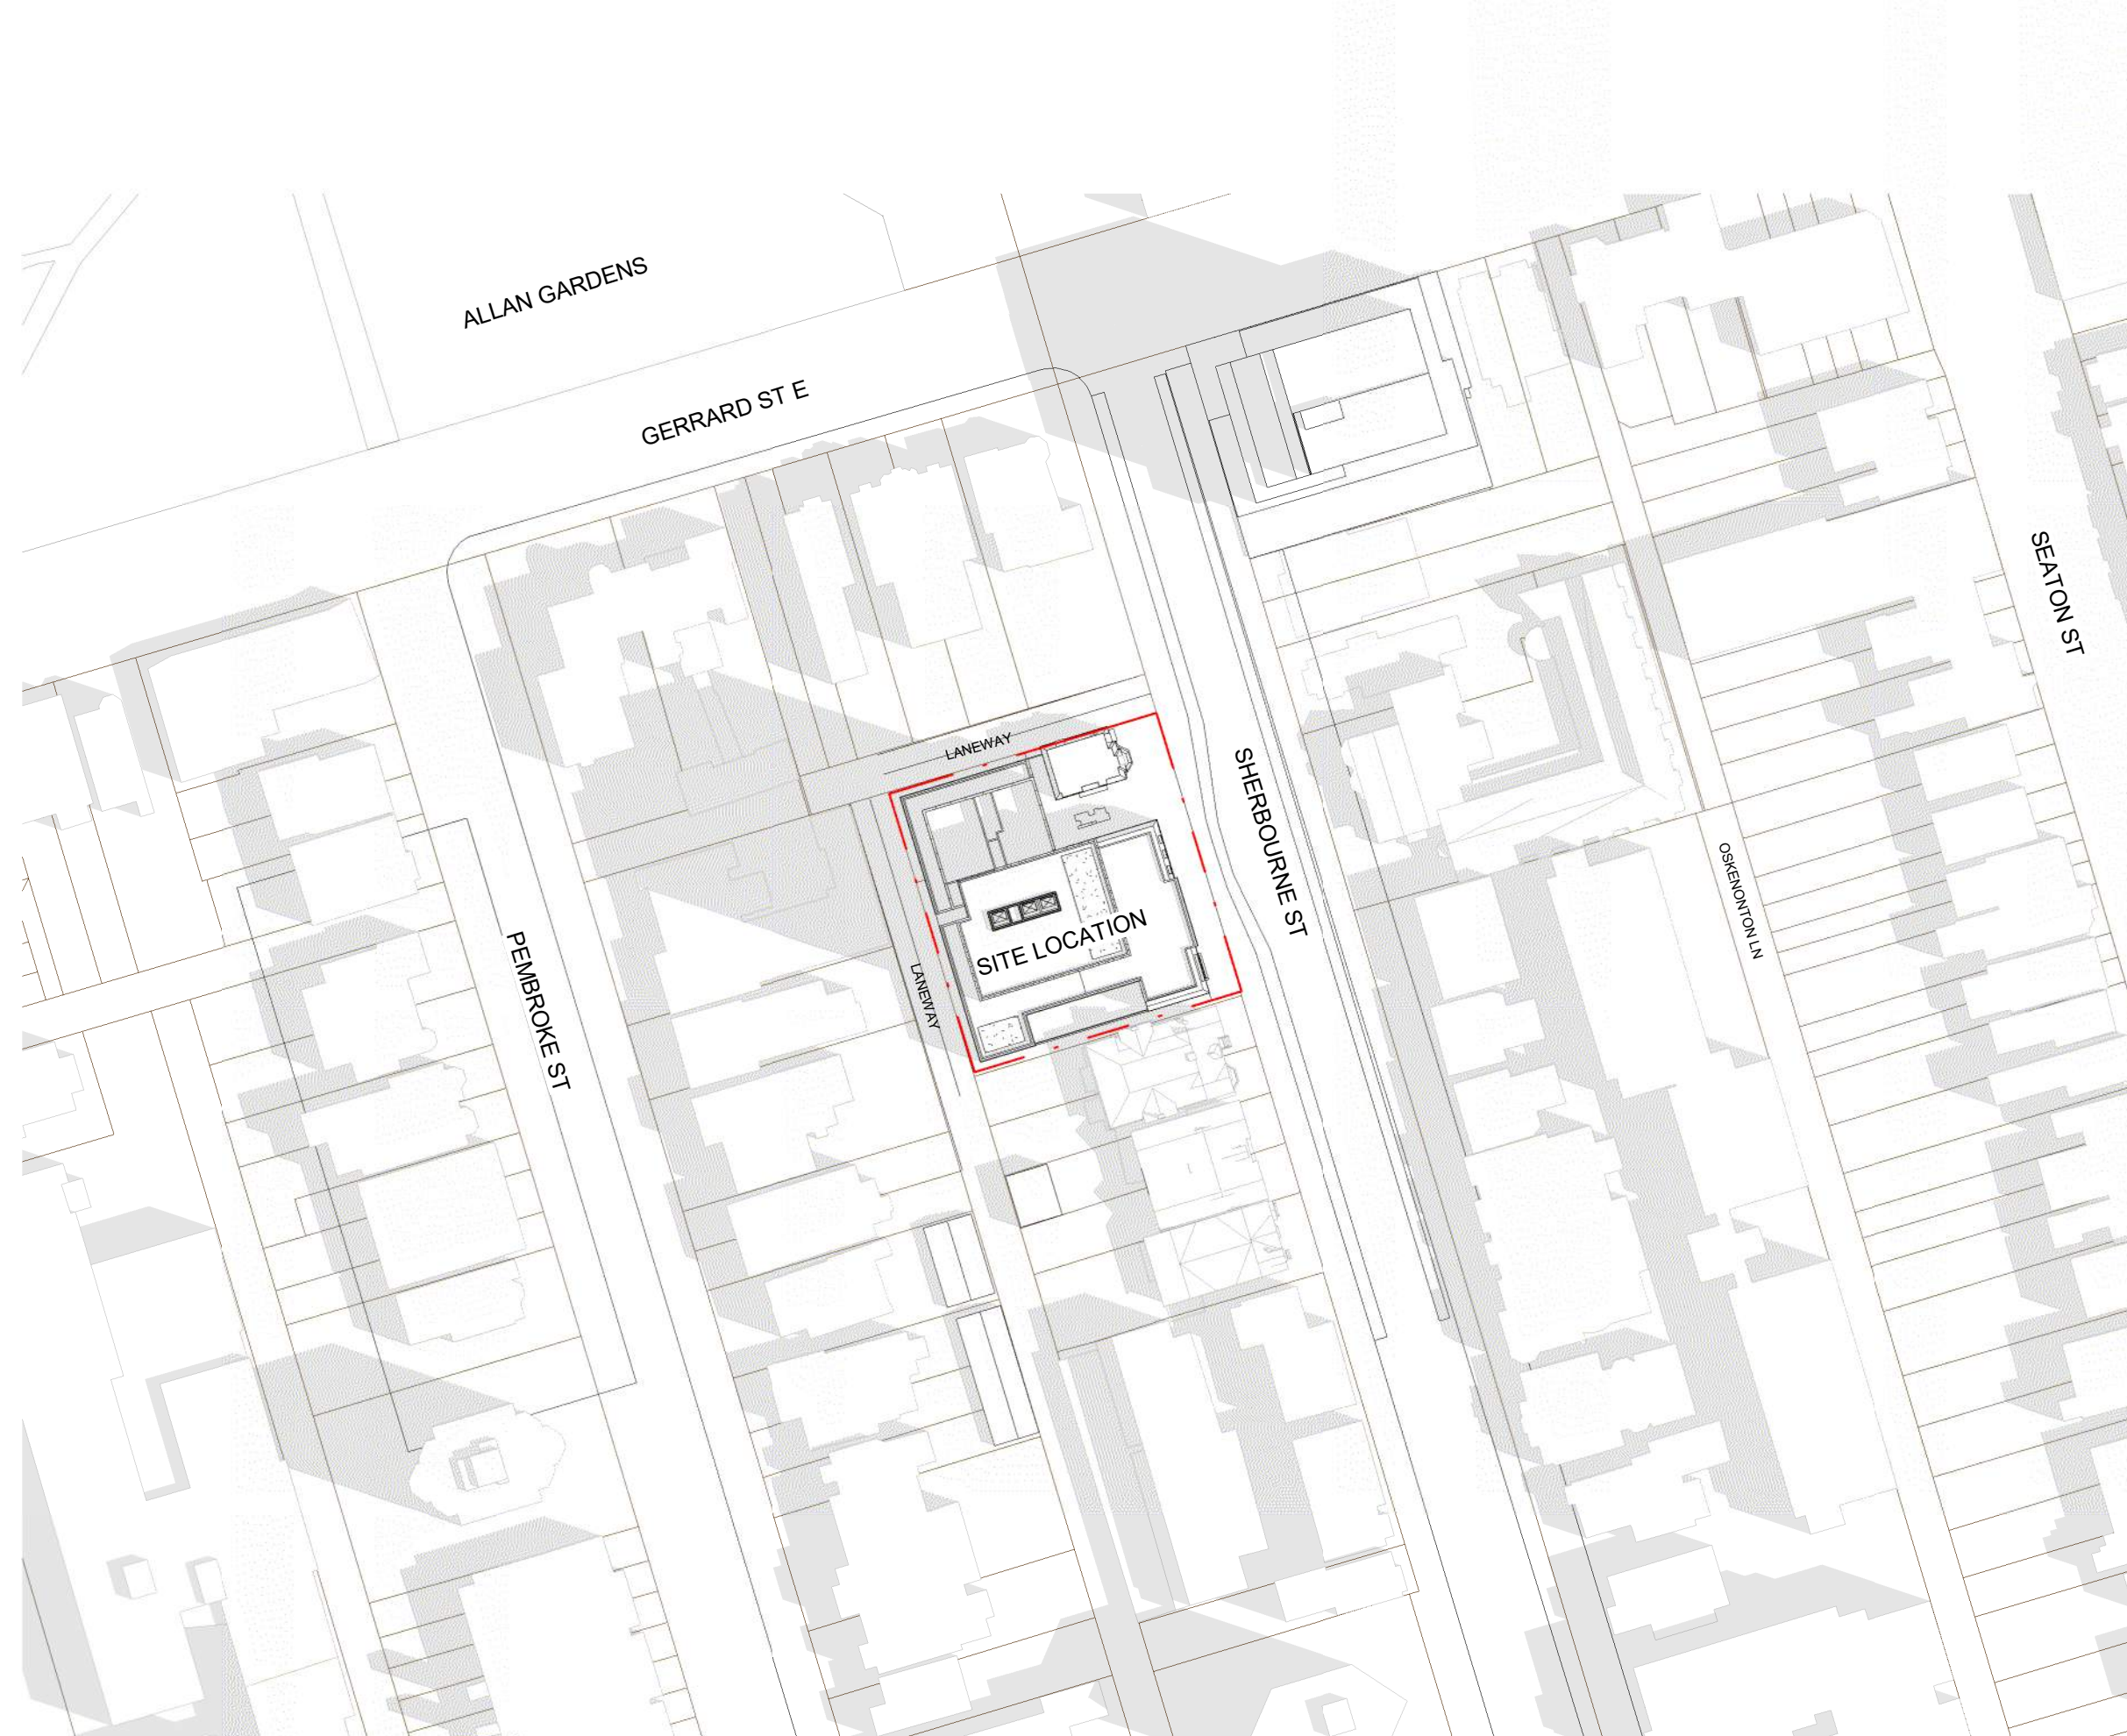 ALLAN GARDENS
GERRARD ST E
SEATON ST
LANEWAY
SHERBOURNE ST
OSKENONTON LN
SITE LOCATION
PEMBROKE ST
LANEWAY